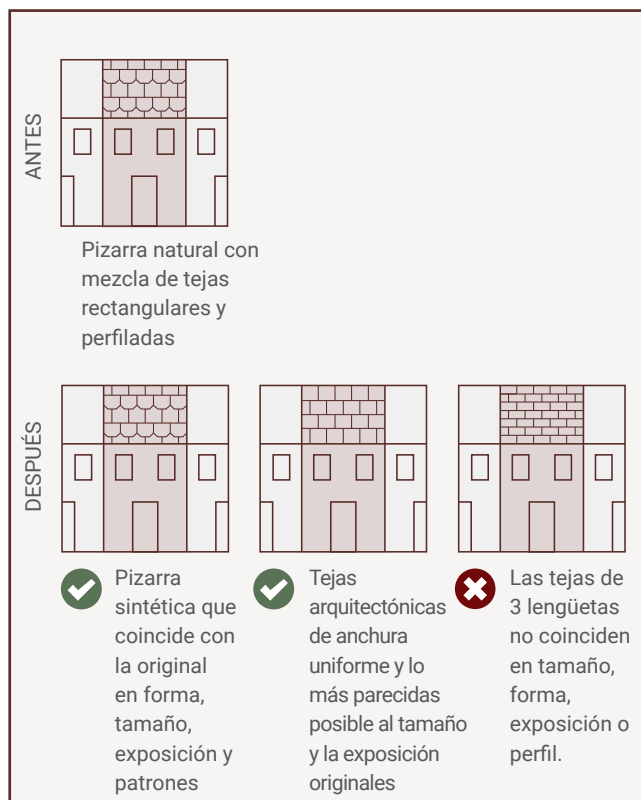 ANTES
Pizarra natural con
mezcla de tejas
rectangulares y
perfiladas
DESPUÉS
Pizarra
sintética que
coincide con
la original
en forma,
tamaño,
exposición y
patrones
Tejas
arquitectónicas
de anchura
uniforme y lo
más parecidas
posible al tamaño
y la exposición
originales
Las tejas de
3 lengüetas
no coinciden
en tamaño,
forma,
exposición o
perfil.